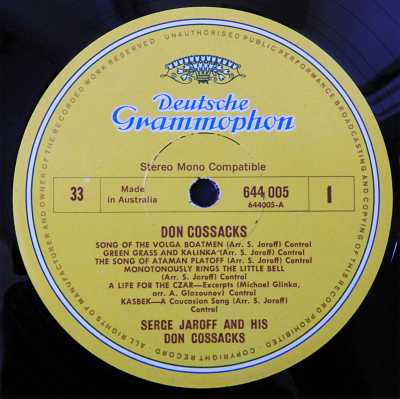 UNAUTHORISED PUBLIC PERFORMANCE BROADCASTING AND COPYING OF THIS RECORD PROHIBITED · COPYRIGHT RECORD · ALL RIGHTS OF MANUFACTURER AND OWNER OF THE RECORDED WORK RESERVED
Deutsche
Grammophon
Stereo Mono Compatible
33
Made
in Australia
644 005
644005-A
1
DON COSSACKS
SONG OF THE VOLGA BOATMEN (Arr. S. Jaroff) Control
GREEN GRASS AND KALINKA (Arr. S. Jaroff) Control
THE SONG OF ATAMAN PLATOFF (Arr. S. Jaroff) Control
MONOTONOUSLY RINGS THE LITTLE BELL
(Arr. S. Jaroff) Control
A LIFE FOR THE CZAR—Excerpts (Michael Glinka,
arr. A. Glazounov) Control
KASBEK—A Caucasian Song (Arr. S. Jaroff)
Control
SERGE JAROFF AND HIS
DON COSSACKS